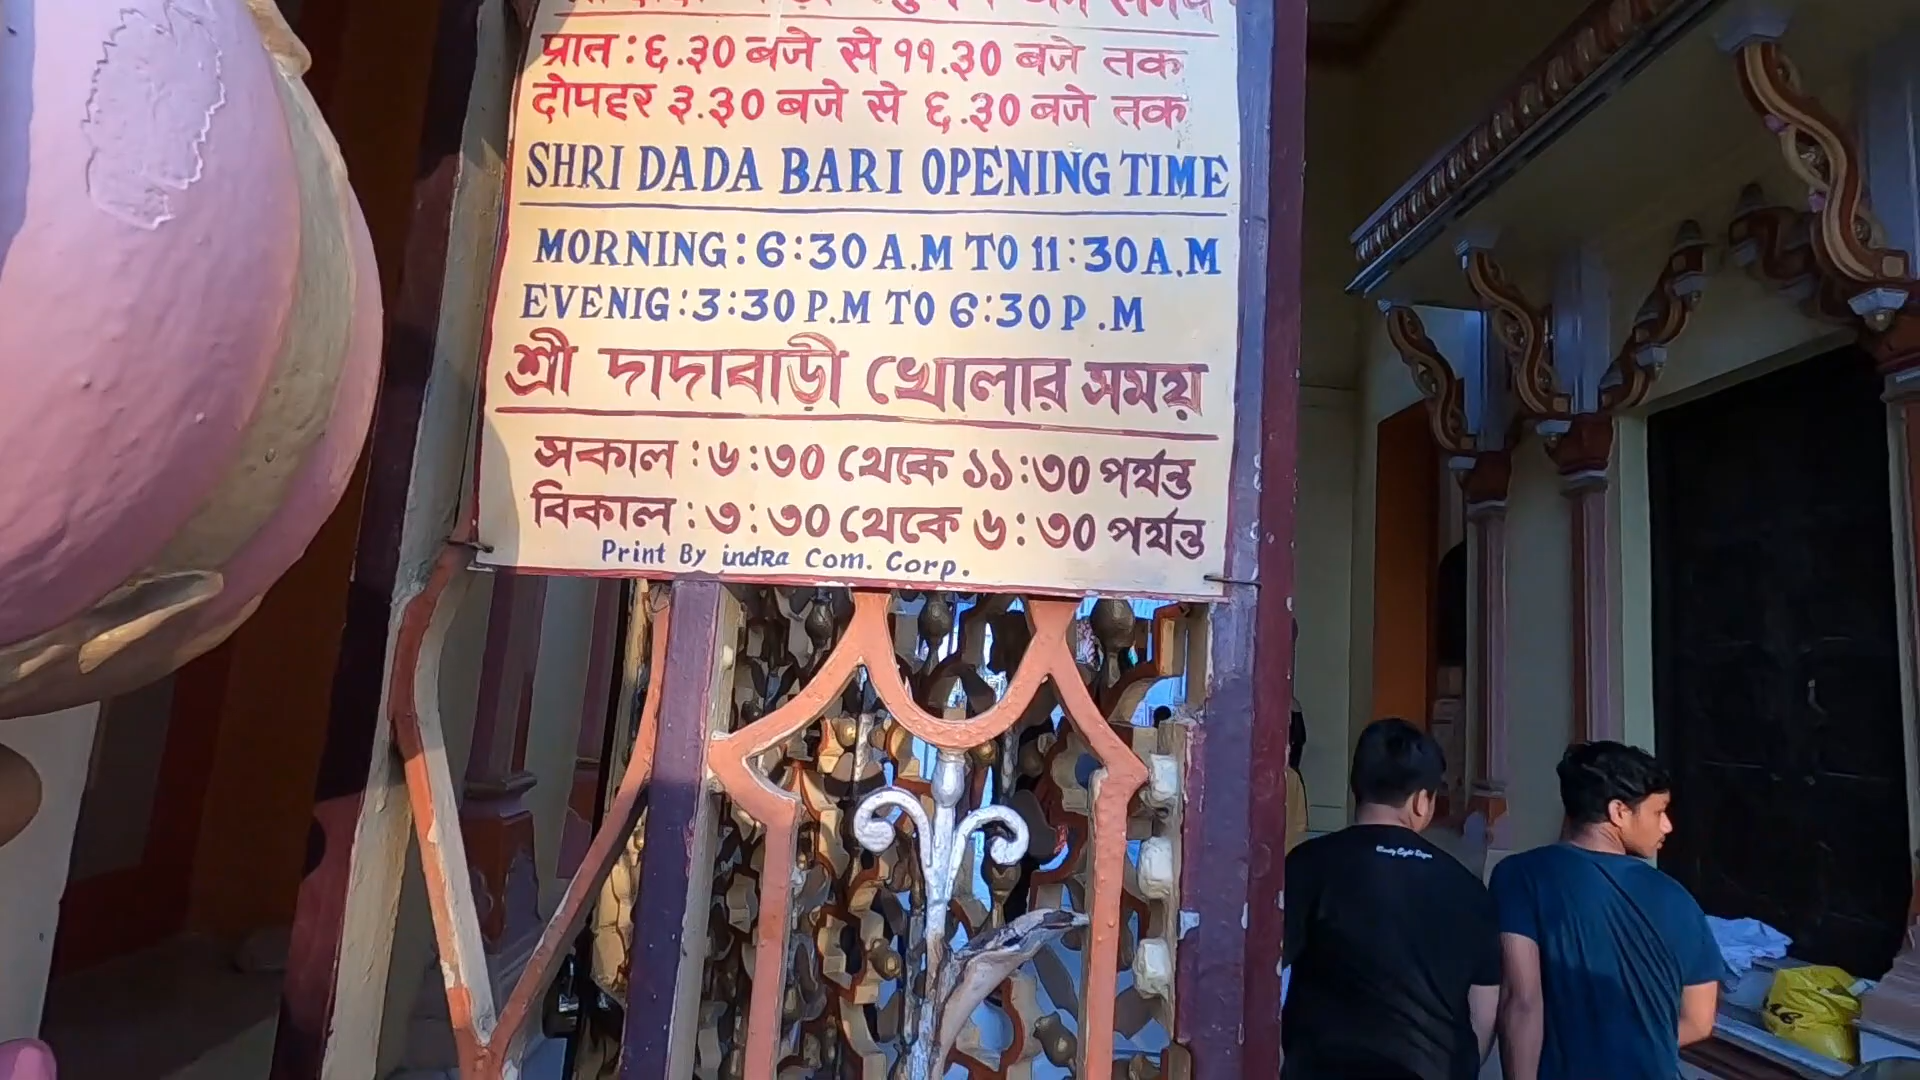 प्रात : ६.३० बजे से ११.३० बजे तक
दोपहर ३.३० बजे से ६.३० बजे तक
SHRI DADA BARI OPENING TIME
MORNING : 6:30 A.M TO 11:30 A.M
EVENIG : 3:30 P.M TO 6:30 P.M
শ্রী দাদাবাড়ী খোলার সময়
সকাল : ৬:৩০ থেকে ১১:৩০ পর্যন্ত
বিকাল : ৩:৩০ থেকে ৬:৩০ পর্যন্ত
Print By indRa Com. Corp.